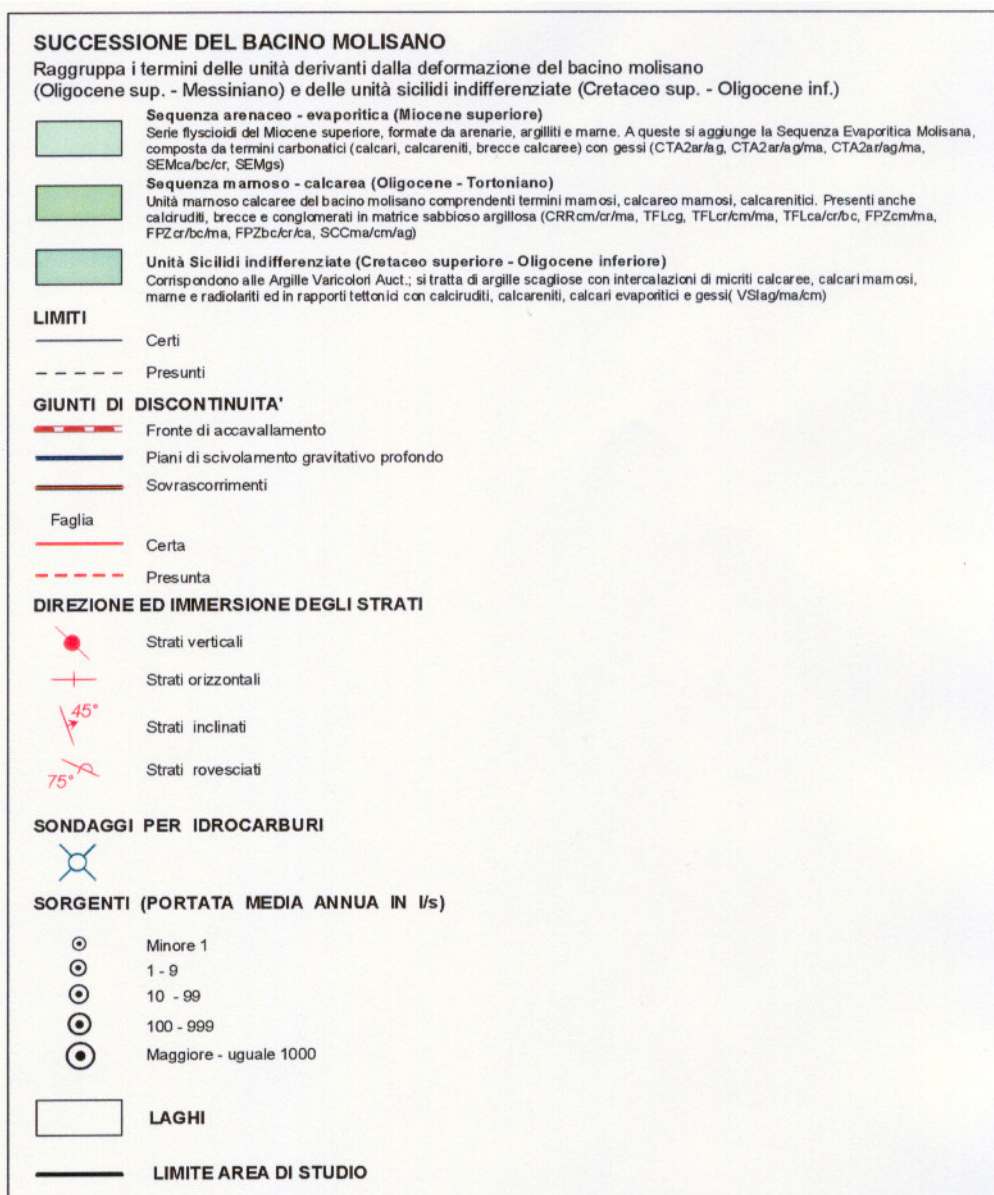 SUCCESSIONE DEL BACINO MOLISANO
Raggruppa i termini delle unità derivanti dalla deformazione del bacino molisano
(Oligocene sup. - Messiniano) e delle unità sicilidi indifferenziate (Cretaceo sup. - Oligocene inf.)
Sequenza arenaceo - evaporitica (Miocene superiore)
Serie flyscioidi del Miocene superiore, formate da arenarie, argilliti e marne. A queste si aggiunge la Sequenza Evaporitica Molisana,
composta da termini carbonatici (calcari, calcareniti, brecce calcaree) con gessi (CTA2ar/ag, CTA2ar/ag/ma, CTA2ar/ag/ma,
SEMca/bc/cr, SEMgs)
Sequenza marnoso - calcarea (Oligocene - Tortoniano)
Unità marnoso calcaree del bacino molisano comprendenti termini marnosi, calcareo marnosi, calcarenitici. Presenti anche
calciruditi, brecce e conglomerati in matrice sabbioso argillosa (CRRcm/cr/ma, TFLcg, TFLcr/cm/ma, TFLca/cr/bc, FPZcm/ma,
FPZcr/bc/ma, FPZbc/cr/ca, SCCma/cm/ag)
Unità Sicilidi indifferenziate (Cretaceo superiore - Oligocene inferiore)
Corrispondono alle Argille Varicolori Auct.; si tratta di argille scagliose con intercalazioni di micriti calcaree, calcari marnosi,
marne e radiolariti ed in rapporti tettonici con calciruditi, calcareniti, calcari evaporitici e gessi( VSIag/ma/cm)
LIMITI
Certi
Presunti
GIUNTI DI DISCONTINUITA'
Fronte di accavallamento
Piani di scivolamento gravitativo profondo
Sovrascorrimenti
Faglia
Certa
Presunta
DIREZIONE ED IMMERSIONE DEGLI STRATI
Strati verticali
Strati orizzontali
45°
Strati inclinati
75°
Strati rovesciati
SONDAGGI PER IDROCARBURI
SORGENTI (PORTATA MEDIA ANNUA IN l/s)
Minore 1
1 - 9
10 - 99
100 - 999
Maggiore - uguale 1000
LAGHI
LIMITE AREA DI STUDIO